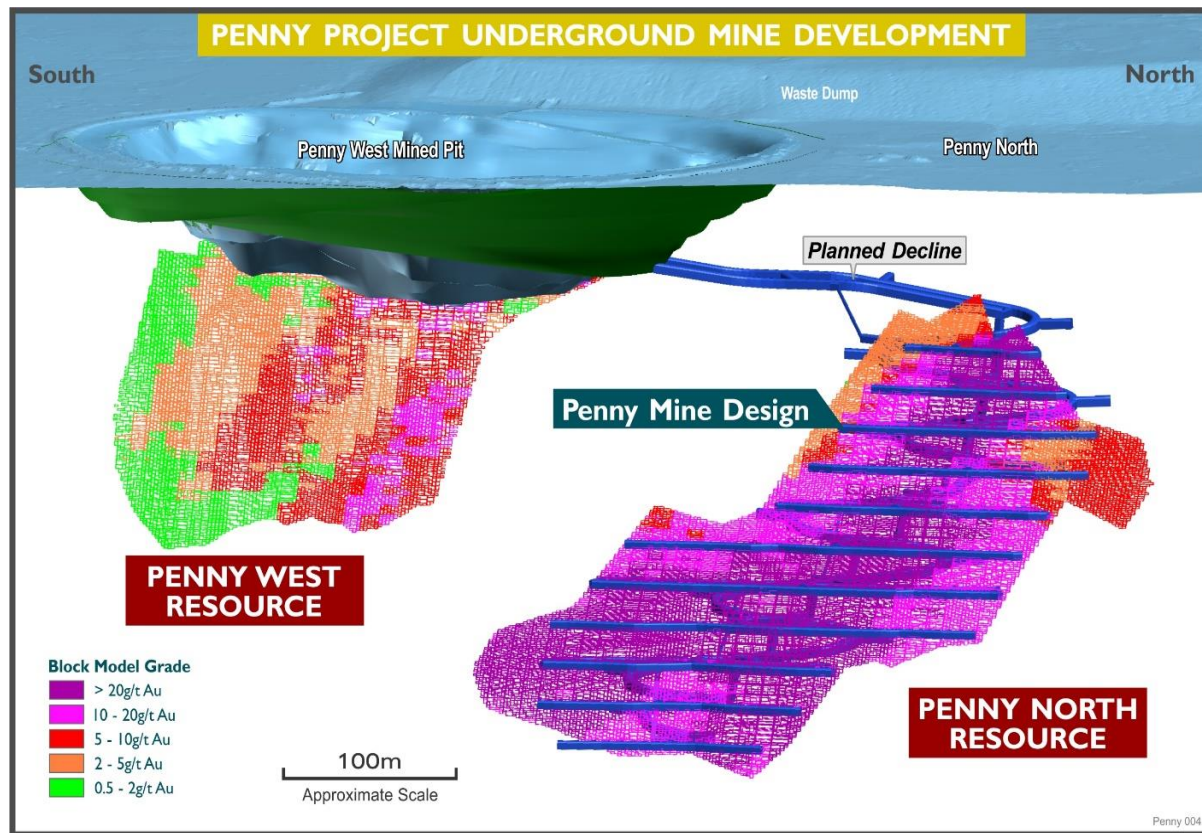 PENNY PROJECT UNDERGROUND MINE DEVELOPMENT
South
North
Waste Dump
Penny West Mined Pit
Penny North
Planned Decline
Penny Mine Design
PENNY WEST
RESOURCE
Block Model Grade
> 20g/t Au
10 - 20g/t Au
5 - 10g/t Au
2 - 5g/t Au
0.5 - 2g/t Au
100m
Approximate Scale
PENNY NORTH
RESOURCE
Penny 004